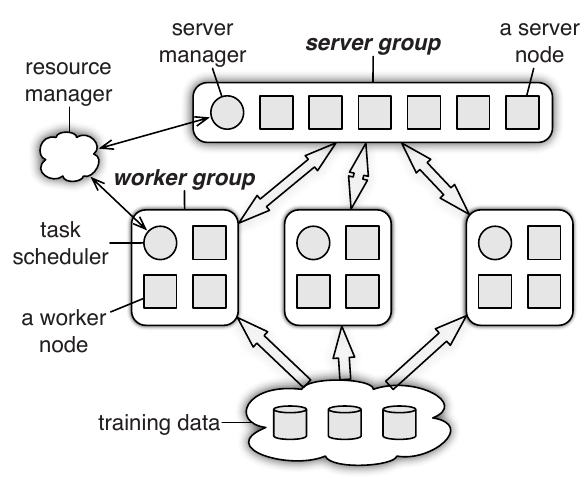 server
manager
server group
a server
node
resource
manager
worker group
task
scheduler
a worker
node
training data